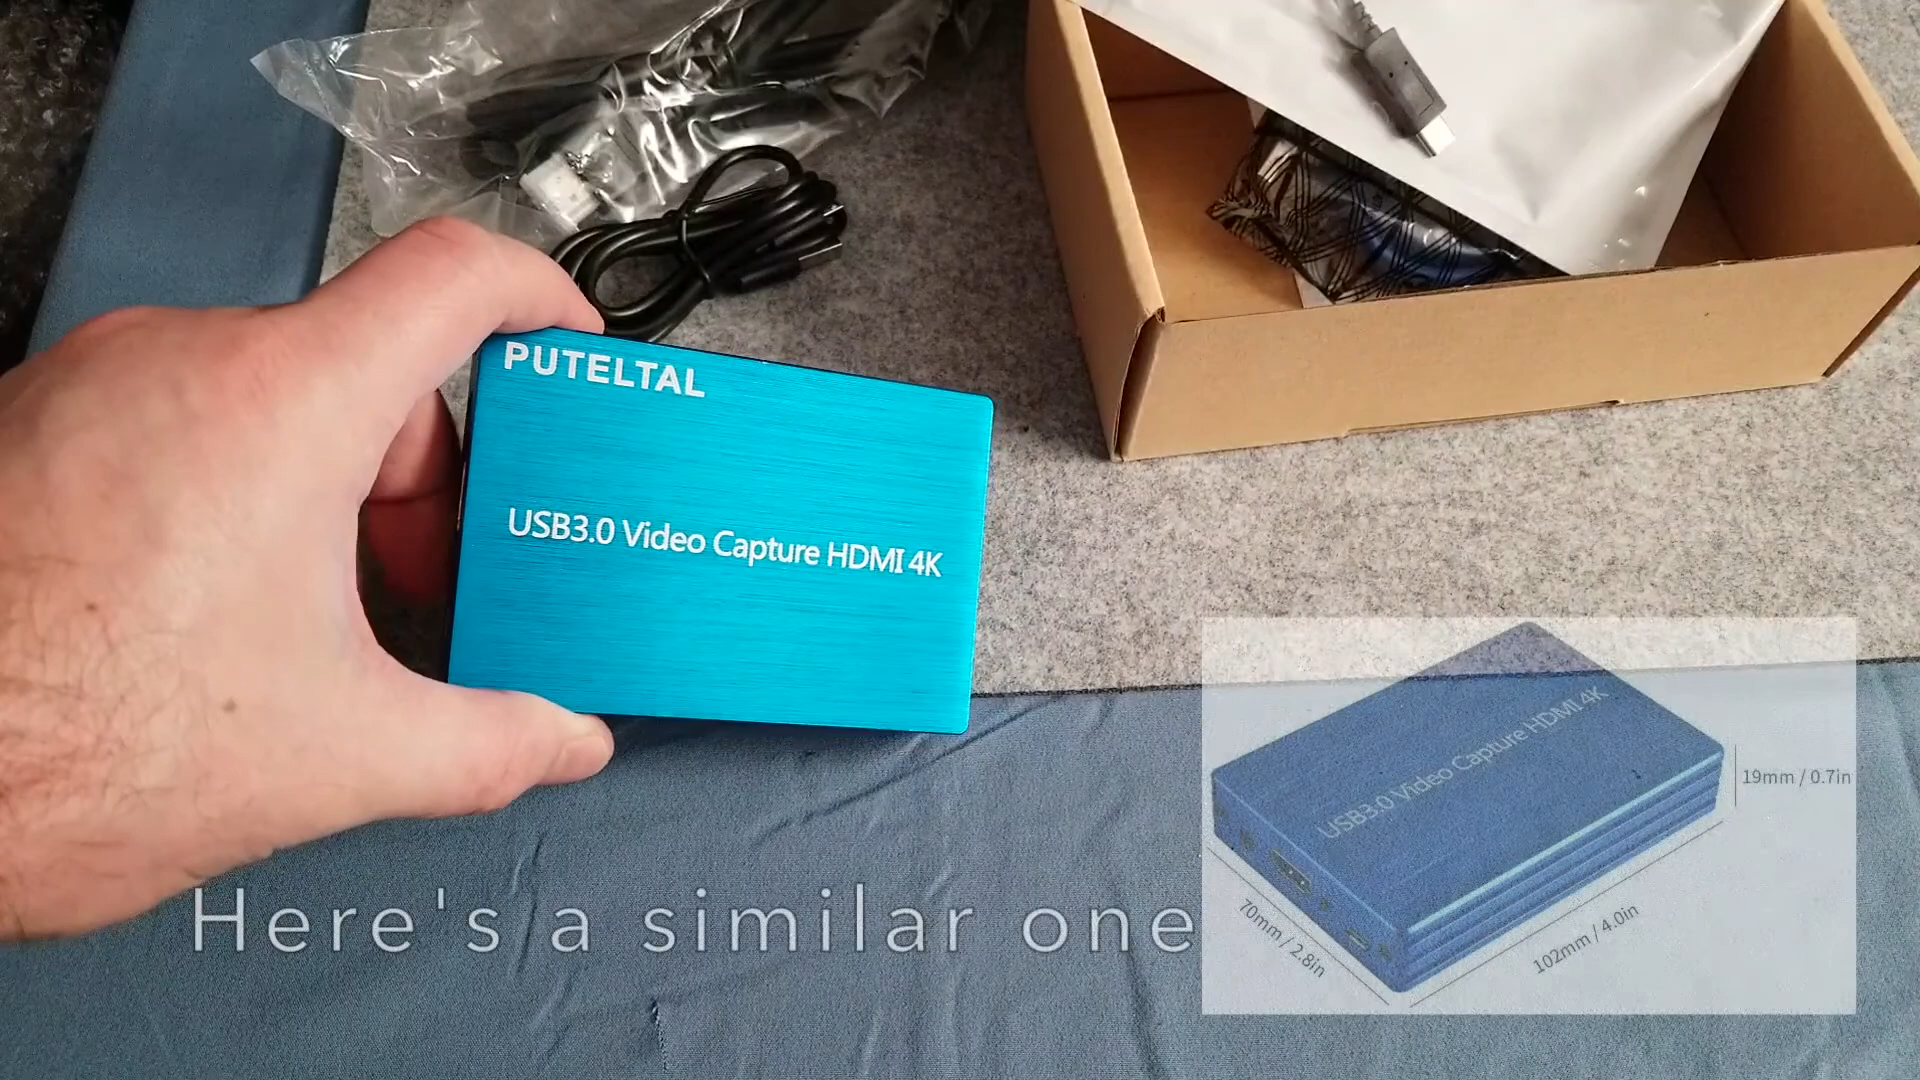 PUTELTAL
USB3.0 Video Capture HDMI 4K
USB3.0 Video Capture HDMI 4K
19mm / 0.7in
70mm / 2.8in
102mm / 4.0in
Here's a similar one